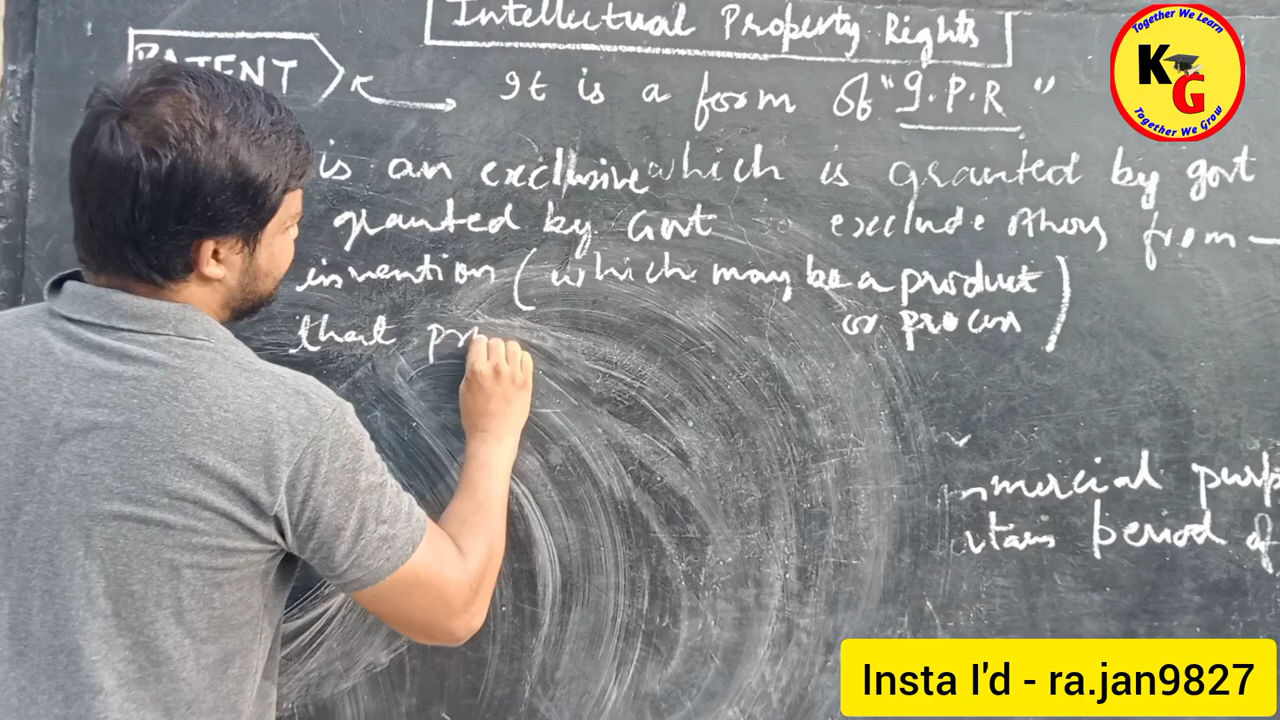 Intellectual Property Rights
PATENT
It is a form of "I.P.R"
is an excllusive which is granted by govt
granted by Govt exclude others from -
invention ( which may be a product
or process )
that pr
mmercial purp
rtain period of
Together We Learn
KG
Together We Grow
Insta I'd - ra.jan9827